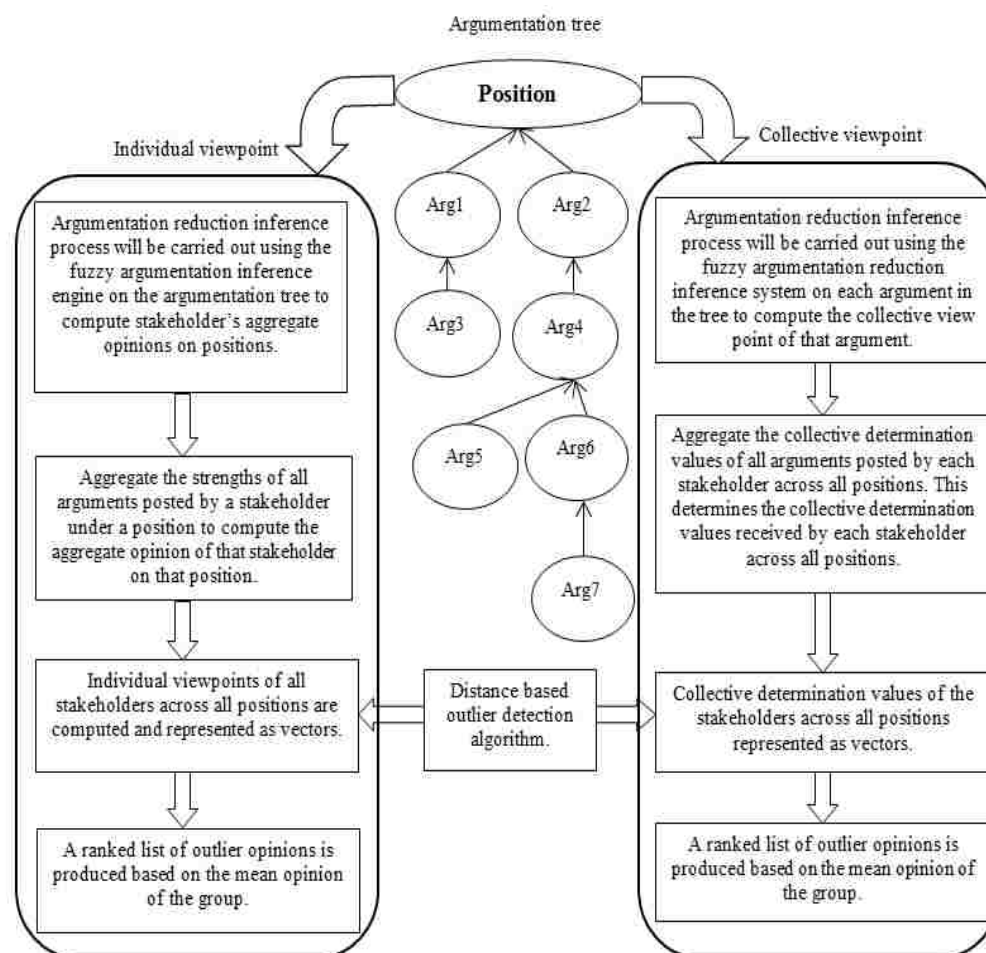 Argumentation tree
Position
Individual viewpoint
Collective viewpoint
Argumentation reduction inference
process will be carried out using the
fuzzy argumentation inference
engine on the argumentation tree to
compute stakeholder's aggregate
opinions on positions.
Aggregate the strengths of all
arguments posted by a stakeholder
under a position to compute the
aggregate opinion of that stakeholder
on that position.
Individual viewpoints of all
stakeholders across all positions are
computed and represented as vectors.
A ranked list of outlier opinions is
produced based on the mean opinion
of the group.
Arg1
Arg2
Arg3
Arg4
Arg5
Arg6
Arg7
Distance based
outlier detection
algorithm.
Argumentation reduction inference
process will be carried out using the
fuzzy argumentation reduction
inference system on each argument in
the tree to compute the collective view
point of that argument.
Aggregate the collective determination
values of all arguments posted by each
stakeholder across all positions. This
determines the collective determination
values received by each stakeholder
across all positions.
Collective determination values of the
stakeholders across all positions
represented as vectors.
A ranked list of outlier opinions is
produced based on the mean opinion of
the group.